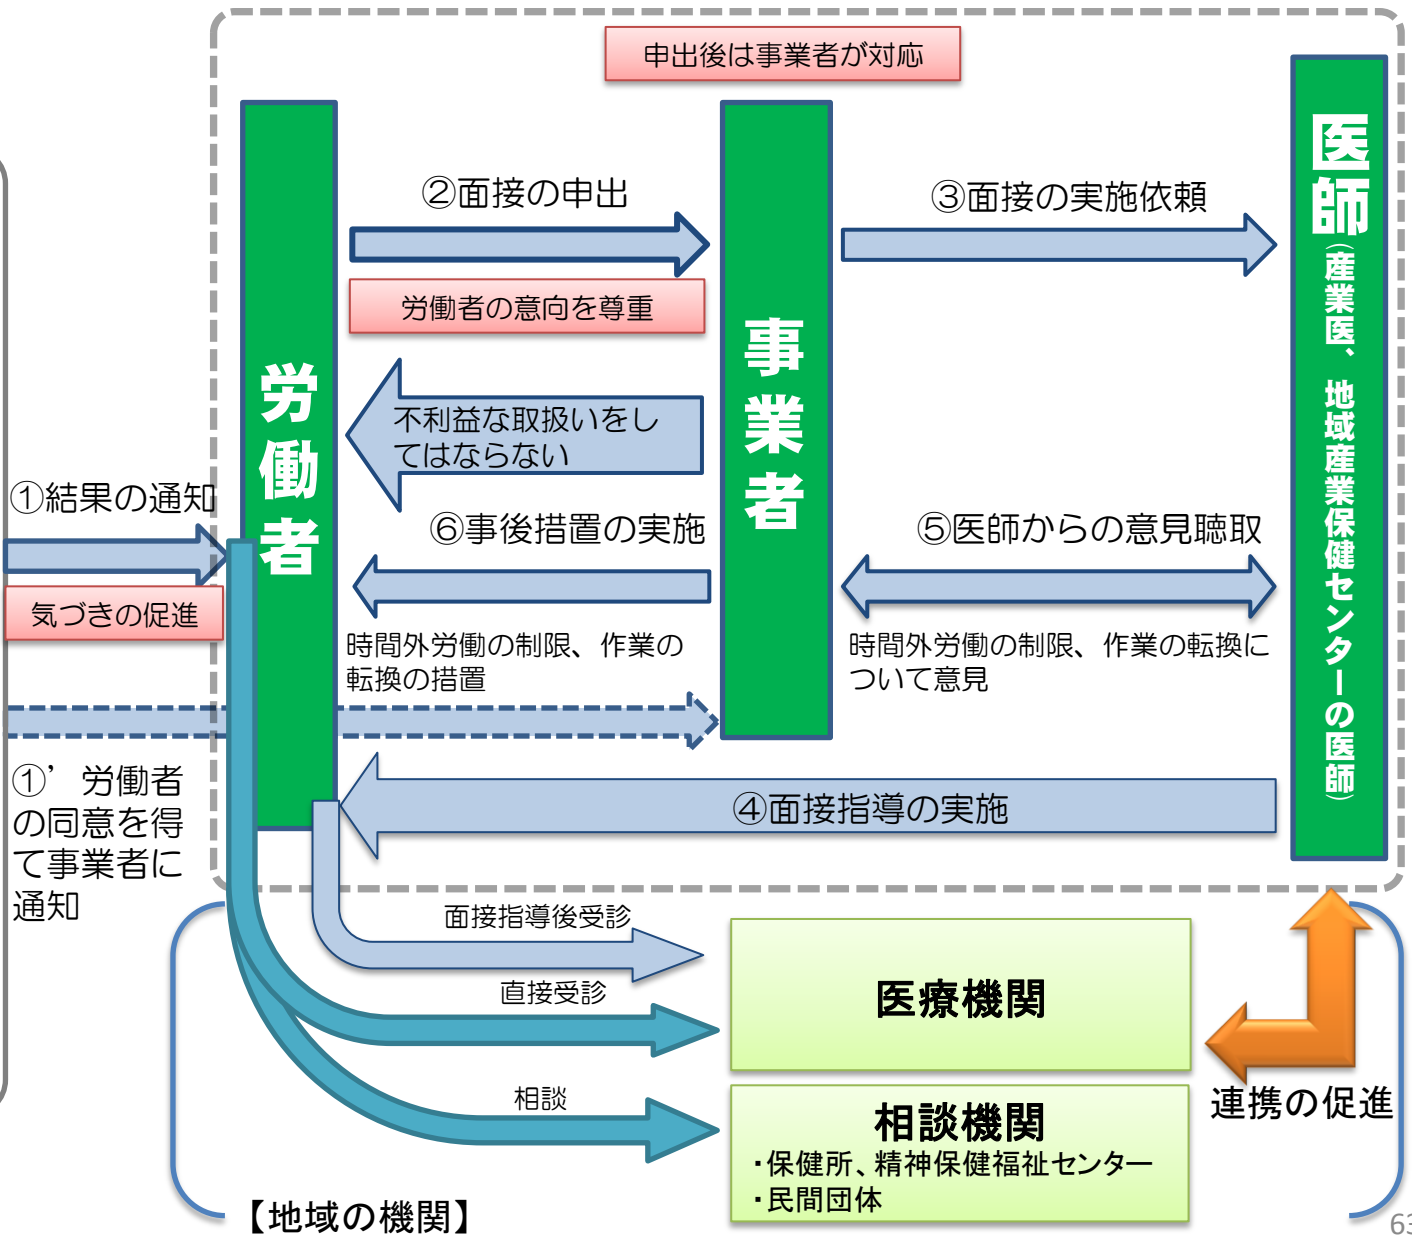 申出後は事業者が対応
②面接の申出
③面接の実施依頼
労働者の意向を尊重
労働者
事業者
医師
(産業医、地域産業保健センターの医師)
不利益な取扱いをし
てはならない
①結果の通知
気づきの促進
⑥事後措置の実施
時間外労働の制限、作業の
転換の措置
⑤医師からの意見聴取
時間外労働の制限、作業の転換に
ついて意見
①’労働者
の同意を得
て事業者に
通知
④面接指導の実施
面接指導後受診
直接受診
相談
医療機関
相談機関
・保健所、精神保健福祉センター
・民間団体
連携の促進
【地域の機関】
63